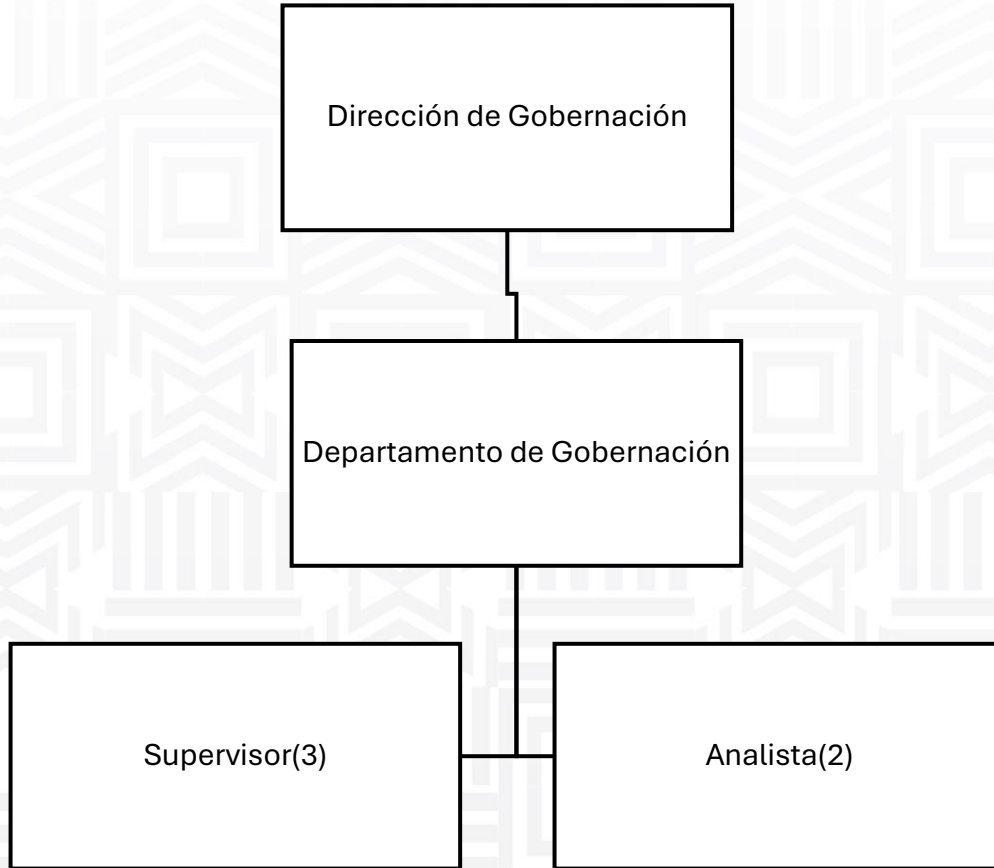 Dirección de Gobernación
Departamento de Gobernación
Supervisor(3)
Analista(2)